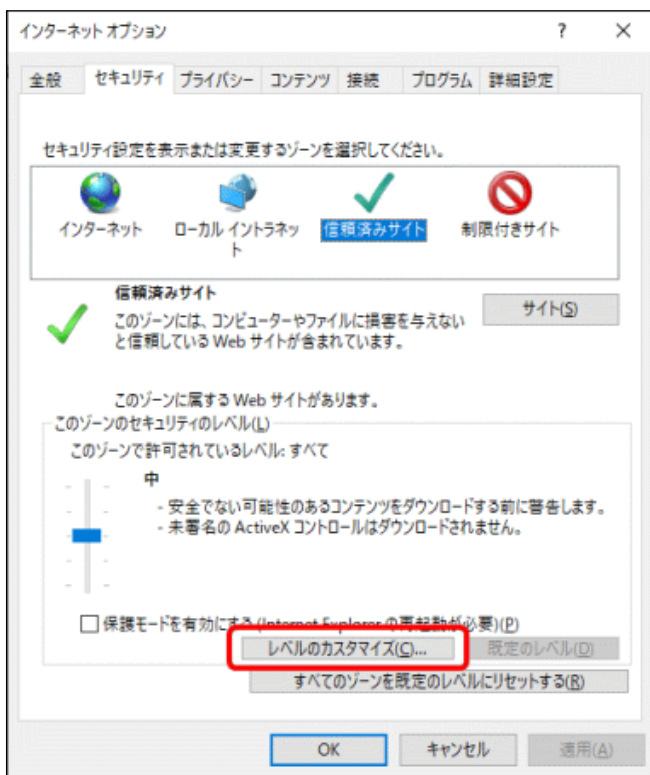 インターネット オプション
?
全般 セキュリティ プライバシー コンテンツ 接続 プログラム 詳細設定
セキュリティ設定を表示または変更するゾーンを選択してください。
インターネット ローカル イントラネッ 信頼済みサイト 制限付きサイト
ト
信頼済みサイト
サイト(S)
このゾーンには、コンピューターやファイルに損害を与えない
と信頼している Web サイトが含まれています。
このゾーンに属する Web サイトがあります。
このゾーンのセキュリティのレベル(L)
このゾーンで許可されているレベル: すべて
中
- 安全でない可能性のあるコンテンツをダウンロードする前に警告します。
- 未署名の ActiveX コントロールはダウンロードされません。
保護モードを有効にする (Internet Explorer の再起動が必要)(P)
レベルのカスタマイズ(C)... 既定のレベル(D)
すべてのゾーンを既定のレベルにリセットする(R)
OK キャンセル 適用(A)